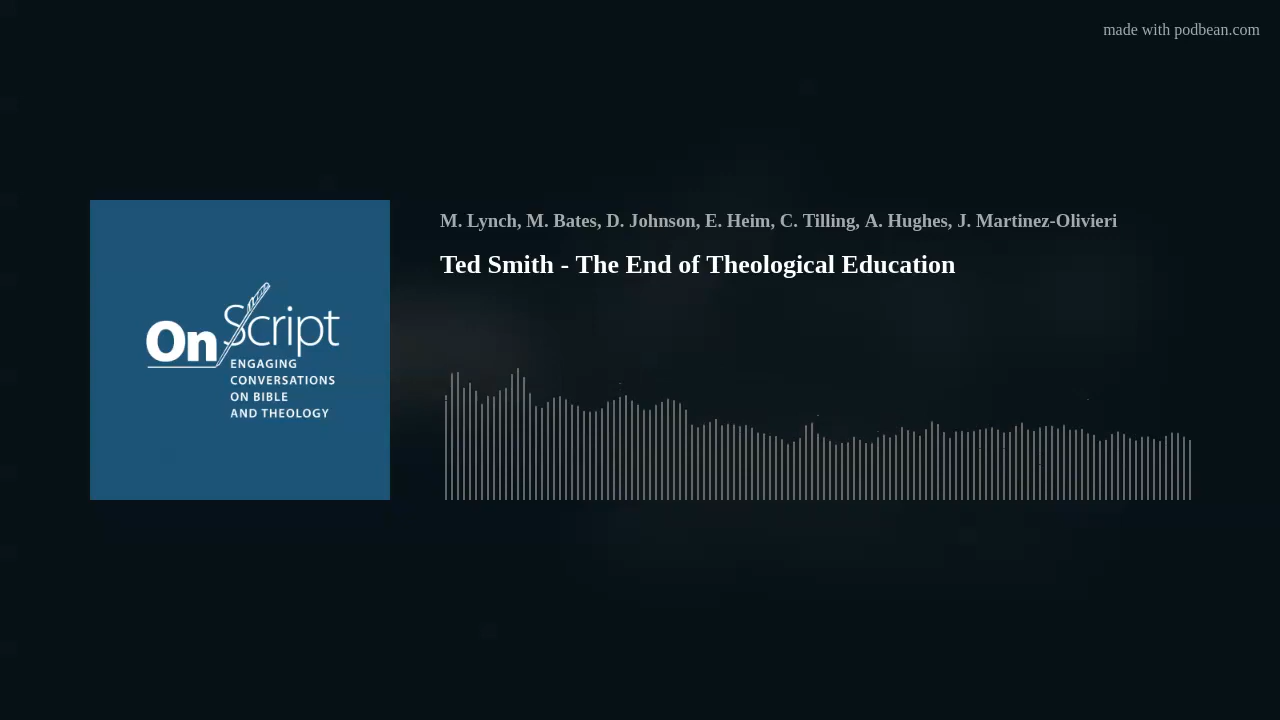 made with podbean.com
M. Lynch, M. Bates, D. Johnson, E. Heim, C. Tilling, A. Hughes, J. Martinez-Olivieri
Ted Smith - The End of Theological Education
OnScript
ENGAGING
CONVERSATIONS
ON BIBLE
AND THEOLOGY